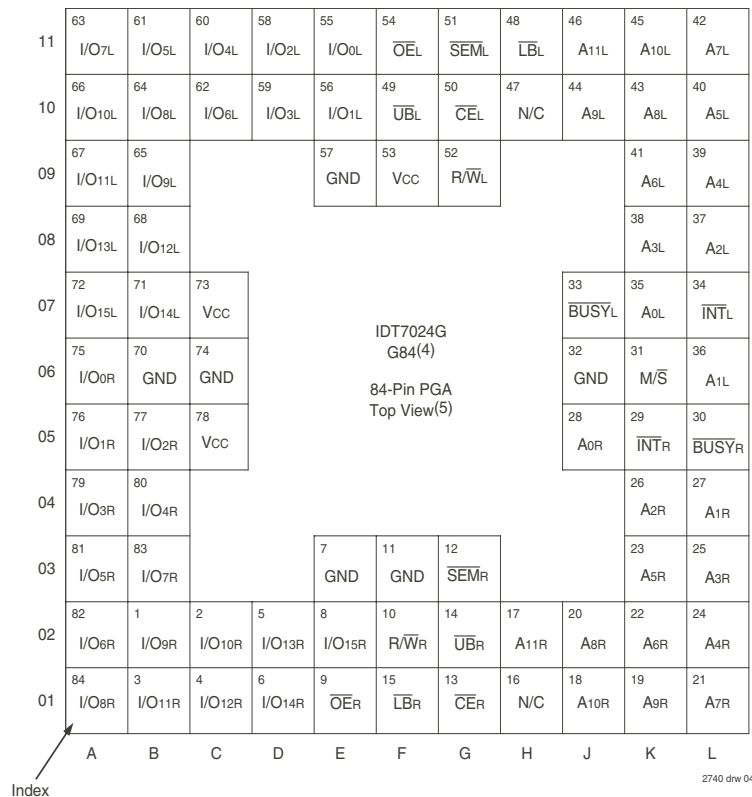 63 61 60 58 55 54 51 48 46 45 42
11 I/O7L I/O5L I/O4L I/O2L I/O0L OEL SEML LBL A11L A10L A7L
66 64 62 59 56 49 50 47 44 43 40
10 I/O10L I/O8L I/O6L I/O3L I/O1L UBL CEL N/C A9L A8L A5L
67 65 57 53 52 41 39
09 I/O11L I/O9L GND VCC R/WL A6L A4L
69 68 38 37
08 I/O13L I/O12L A3L A2L
72 71 73 33 35 34
07 I/O15L I/O14L VCC BUSYL A0L INTL
IDT7024G
G84(4)
75 70 74 32 31 36
06 I/O0R GND GND GND M/S A1L
84-Pin PGA
Top View(5)
76 77 78 28 29 30
05 I/O1R I/O2R VCC A0R INTR BUSYR
79 80 26 27
04 I/O3R I/O4R A2R A1R
81 83 7 11 12 23 25
03 I/O5R I/O7R GND GND SEMR A5R A3R
82 1 2 5 8 10 14 17 20 22 24
02 I/O6R I/O9R I/O10R I/O13R I/O15R R/WR UBR A11R A8R A6R A4R
84 3 4 6 9 15 13 16 18 19 21
01 I/O8R I/O11R I/O12R I/O14R OER LBR CER N/C A10R A9R A7R
A B C D E F G H J K L
2740 drw 04
Index